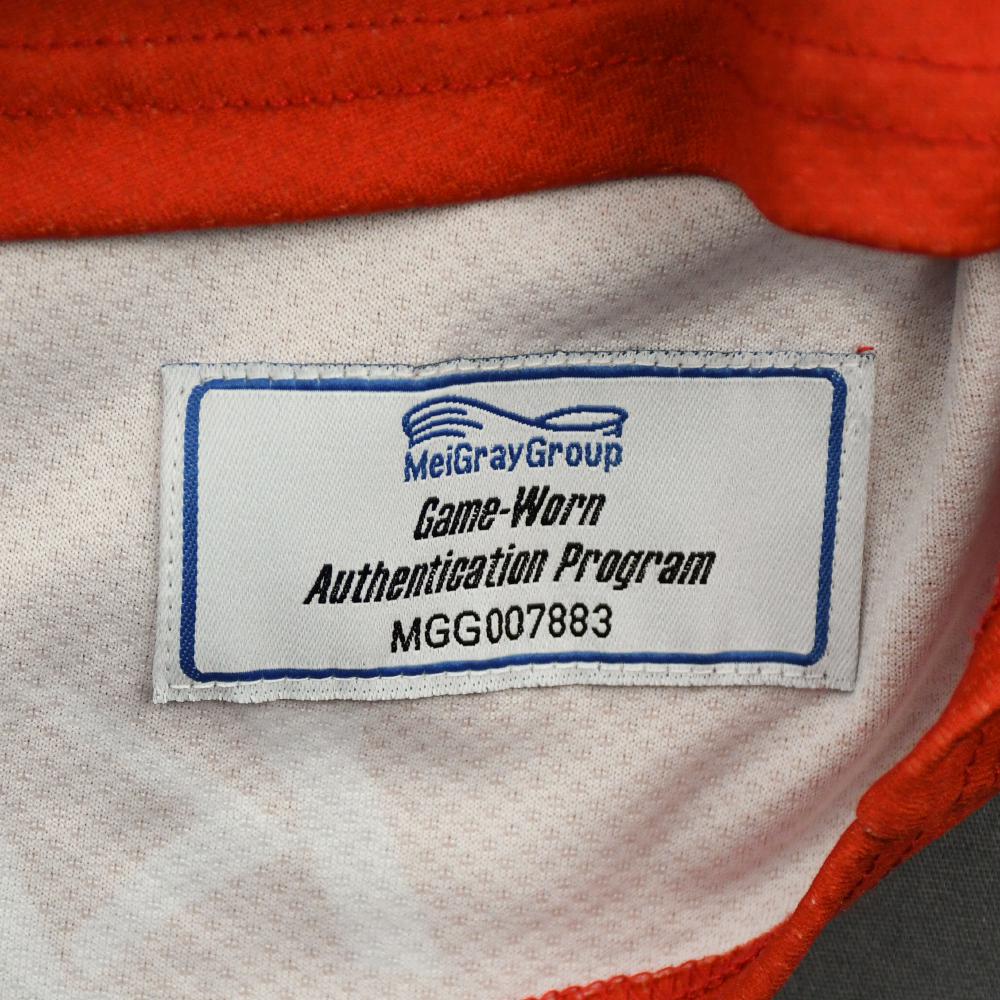 MeiGrayGroup
Game-Worn
Authentication Program
MGG007883